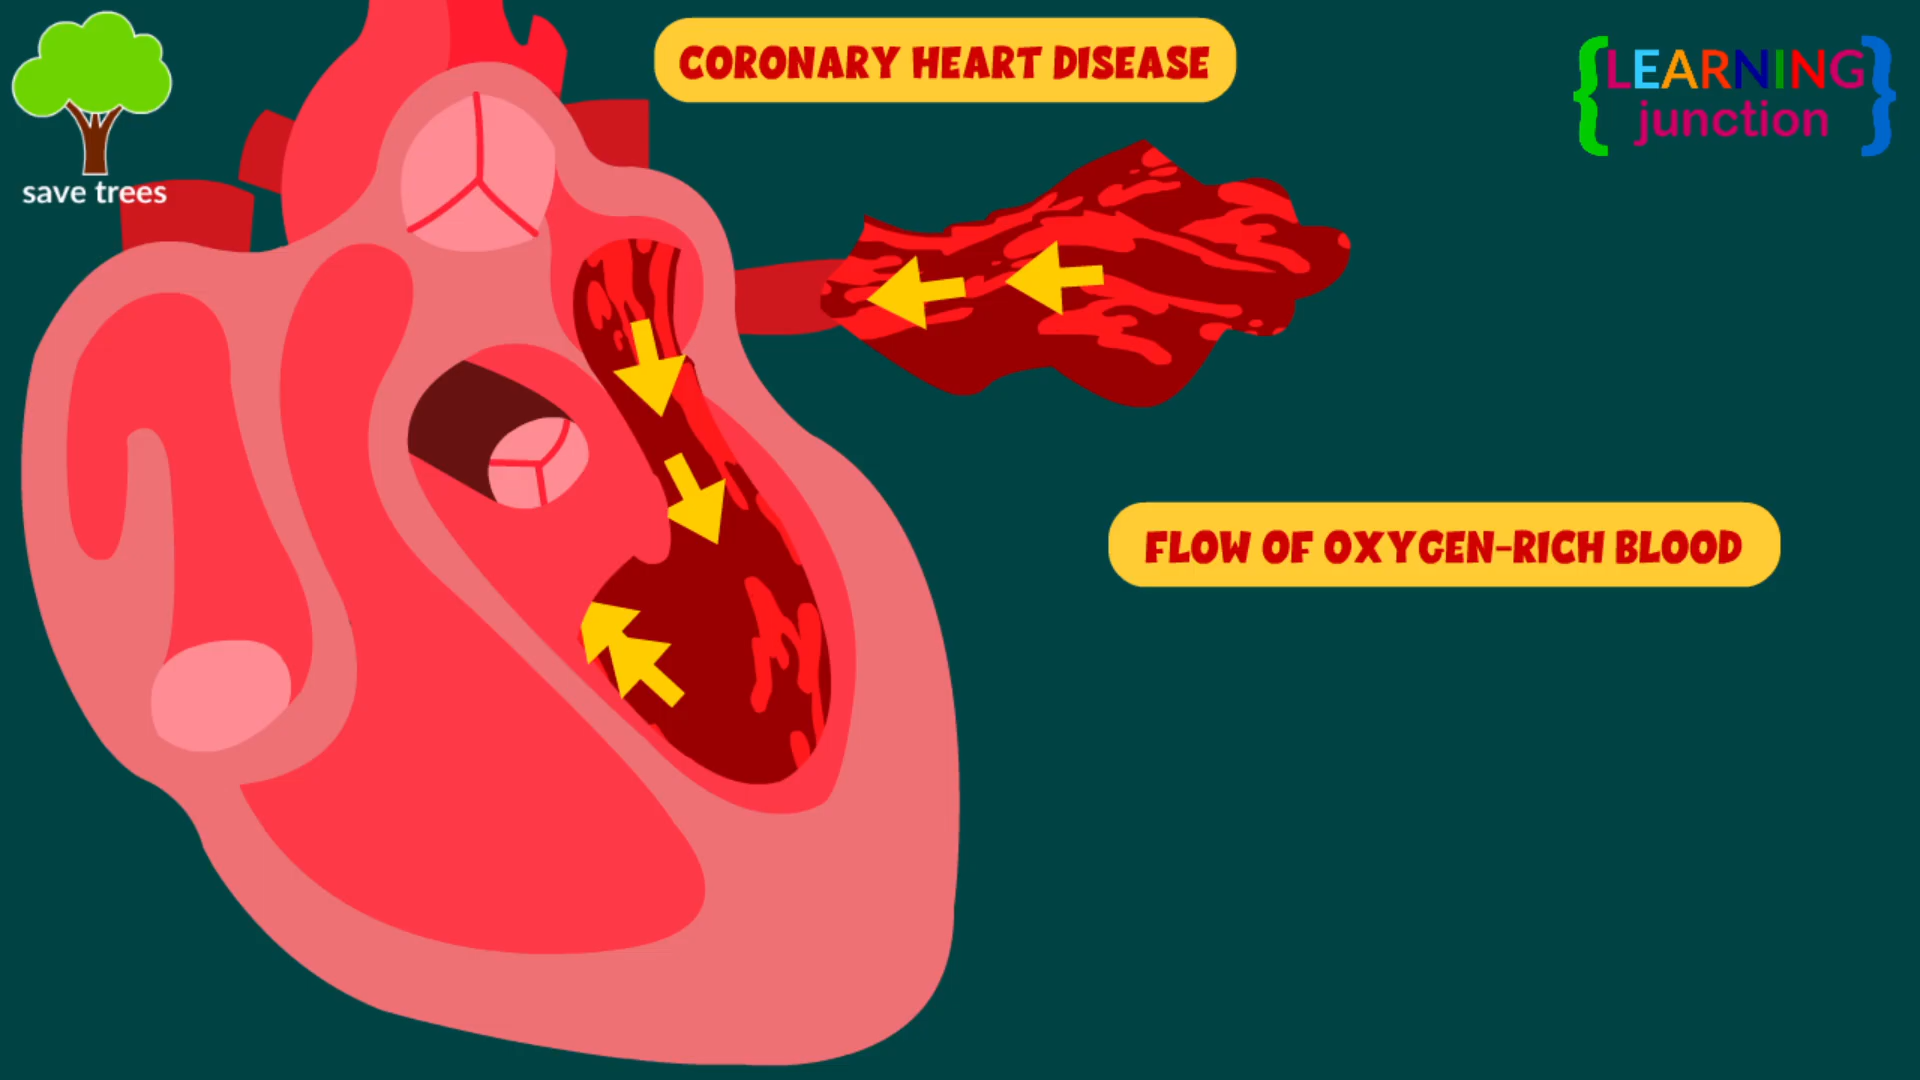 CORONARY HEART DISEASE
{LEARNING
junction}
save trees
FLOW OF OXYGEN-RICH BLOOD